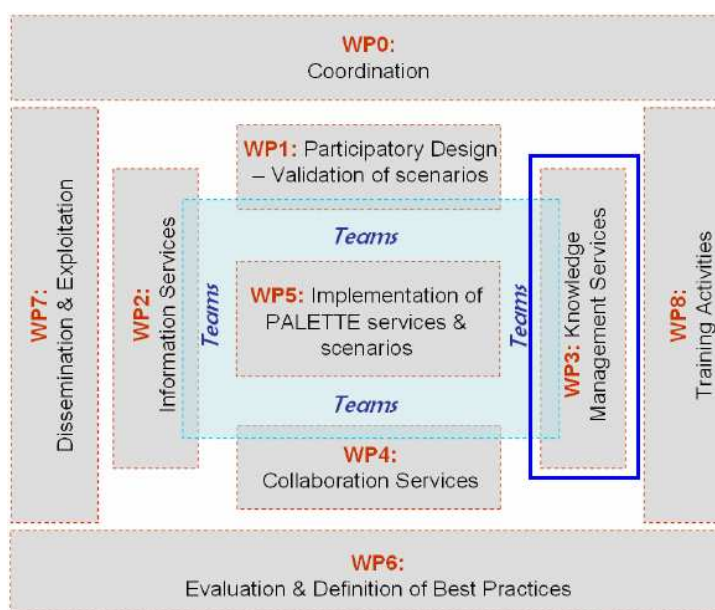 WP0:
Coordination
WP7:
Dissemination & Exploitation
WP2:
Information Services
WP1: Participatory Design
– Validation of scenarios
Teams
Teams
WP5: Implementation of
PALETTE services &
scenarios
Teams
Teams
WP4:
Collaboration Services
WP3: Knowledge
Management Services
WP8:
Training Activities
WP6:
Evaluation & Definition of Best Practices